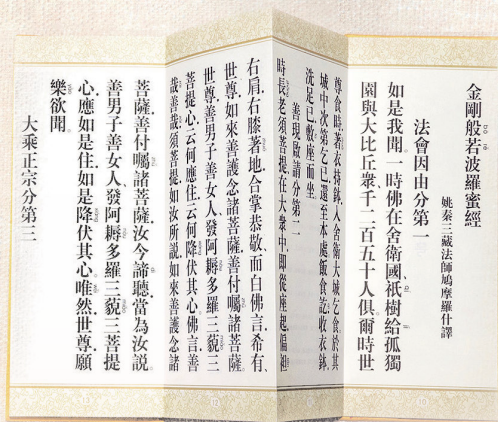 金剛般若波羅蜜經
姚秦三藏法師鳩摩羅什譯
法會因由分第一
如是我聞.一時佛在舍衛國.祇樹給孤獨
園與大比丘衆千二百五十人俱.爾時世
尊食時著衣持鉢.入舍衛大城乞食.於其
城中次第乞已.還至本處.飯食訖.收衣鉢.
洗足已.敷座而坐.
善現啟請分第二
時長老須菩提.在大衆中.即從座起.偏袒
右肩.右膝著地.合掌恭敬.而白佛言.希有.
世尊.如來善護念諸菩薩.善付囑諸菩薩.
世尊.善男子善女人.發阿耨多羅三藐三
菩提心.云何應住.云何降伏其心.佛言.善
哉善哉.須菩提.如汝所說.如來善護念諸
菩薩.善付囑諸菩薩.汝今諦聽.當為汝說.
善男子善女人.發阿耨多羅三藐三菩提
心.應如是住.如是降伏其心.唯然世尊.願
樂欲聞.
大乘正宗分第三